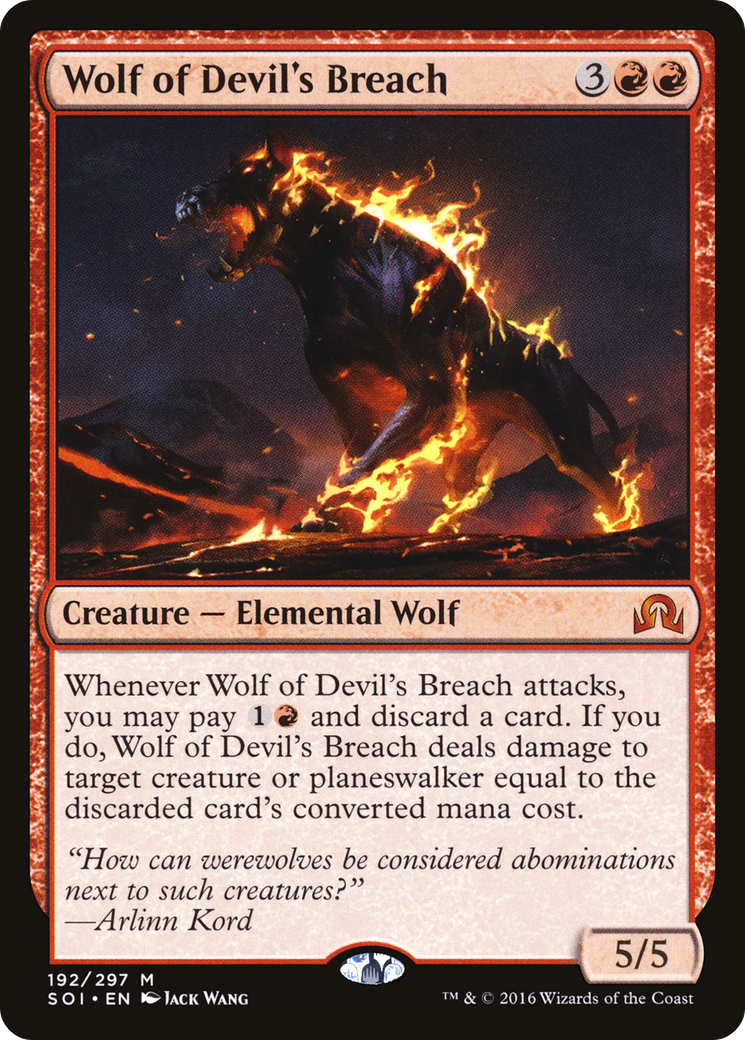 Wolf of Devil's Breach 3
Creature — Elemental Wolf
Whenever Wolf of Devil's Breach attacks,
you may pay 1 and discard a card. If you
do, Wolf of Devil's Breach deals damage to
target creature or planeswalker equal to the
discarded card's converted mana cost.
“How can werewolves be considered abominations
next to such creatures?”
—Arlinn Kord
5/5
192/297 M
SOI • EN Jack Wang
™ & © 2016 Wizards of the Coast